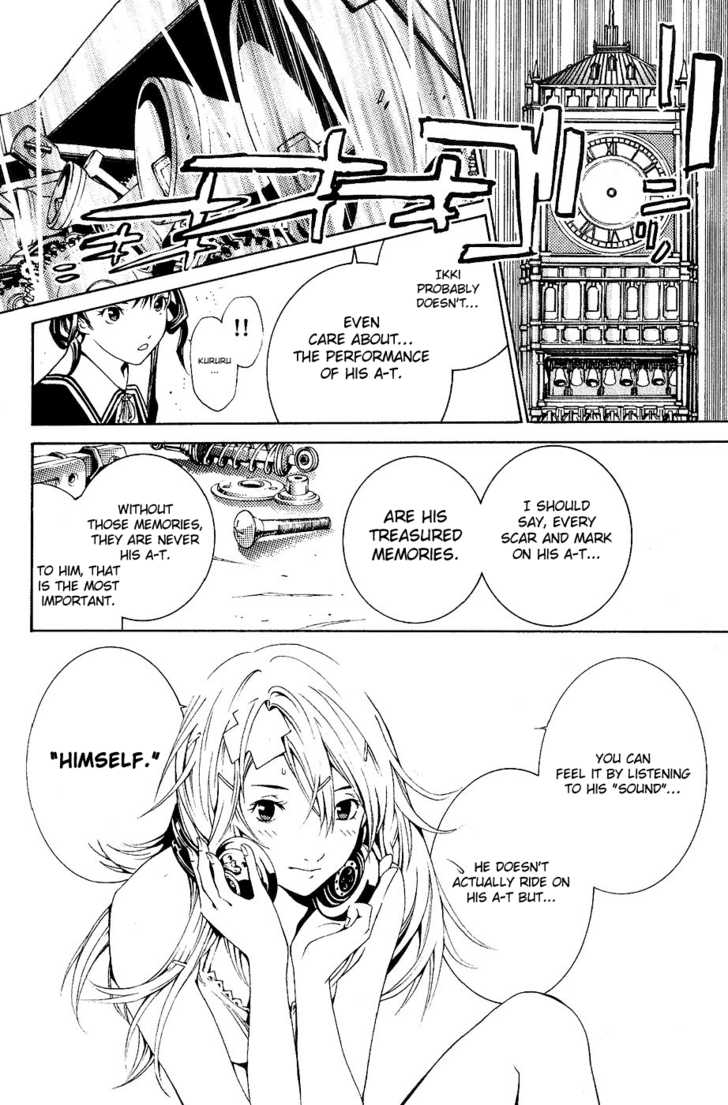 IKKI
PROBABLY
DOESN'T...
EVEN
CARE ABOUT...
THE PERFORMANCE
OF HIS A-T.
!!
KURURU
...
I SHOULD
SAY, EVERY
SCAR AND MARK
ON HIS A-T...
ARE HIS
TREASURED
MEMORIES.
WITHOUT
THOSE MEMORIES,
THEY ARE NEVER
HIS A-T.
TO HIM, THAT
IS THE MOST
IMPORTANT.
YOU CAN
FEEL IT BY LISTENING
TO HIS "SOUND"...
HE DOESN'T
ACTUALLY RIDE ON
HIS A-T BUT...
"HIMSELF."